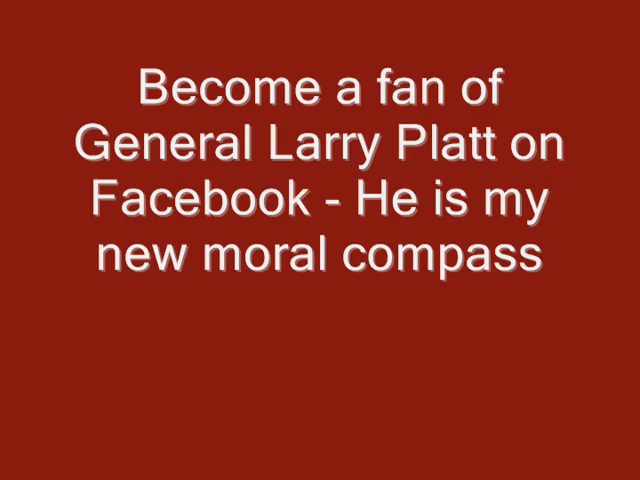 Become a fan of
General Larry Platt on
Facebook - He is my
new moral compass